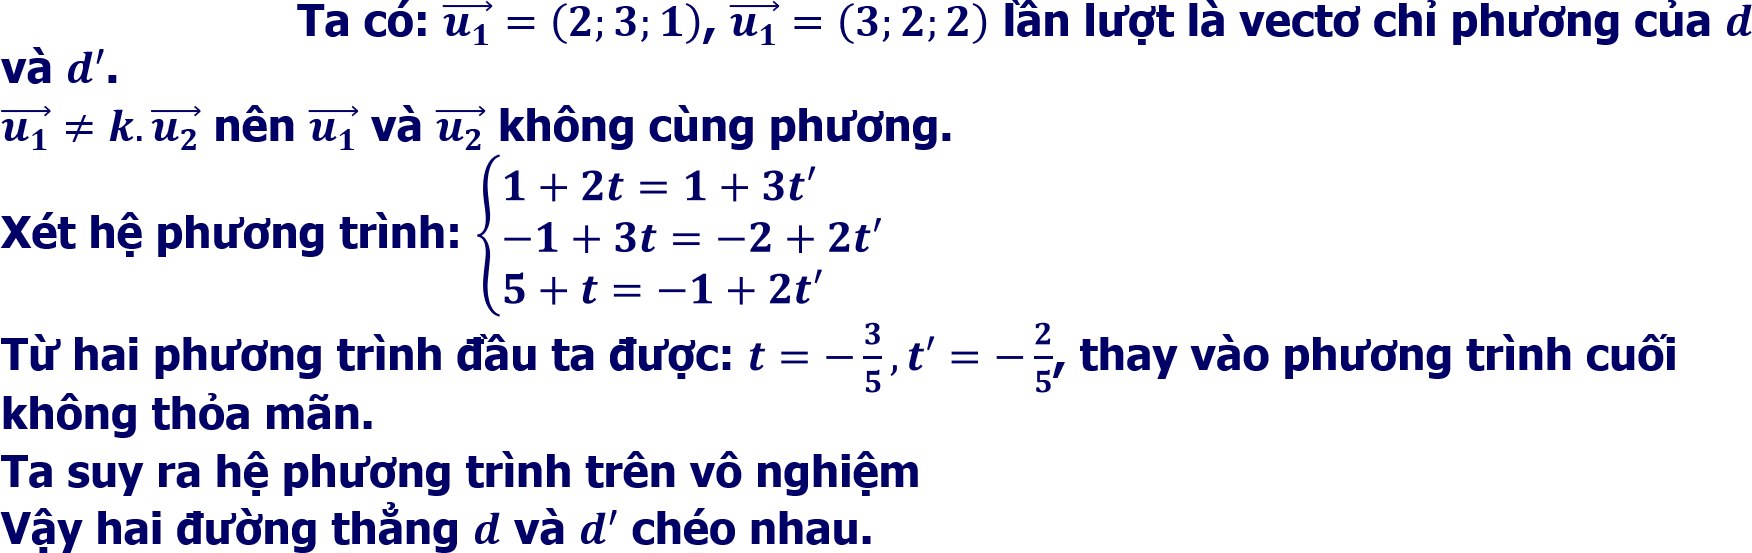 Ta có: $\overrightarrow{u_1} = (2; 3; 1)$, $\overrightarrow{u_1} = (3; 2; 2)$ lần lượt là vectơ chỉ phương của $d$
và $d'$.
$\overrightarrow{u_1} \neq k.\overrightarrow{u_2}$ nên $\overrightarrow{u_1}$ và $\overrightarrow{u_2}$ không cùng phương.
Xét hệ phương trình: $\begin{cases} 1 + 2t = 1 + 3t' \\ -1 + 3t = -2 + 2t' \\ 5 + t = -1 + 2t' \end{cases}$
Từ hai phương trình đầu ta được: $t = -\frac{3}{5}, t' = -\frac{2}{5}$, thay vào phương trình cuối
không thỏa mãn.
Ta suy ra hệ phương trình trên vô nghiệm
Vậy hai đường thẳng $d$ và $d'$ chéo nhau.